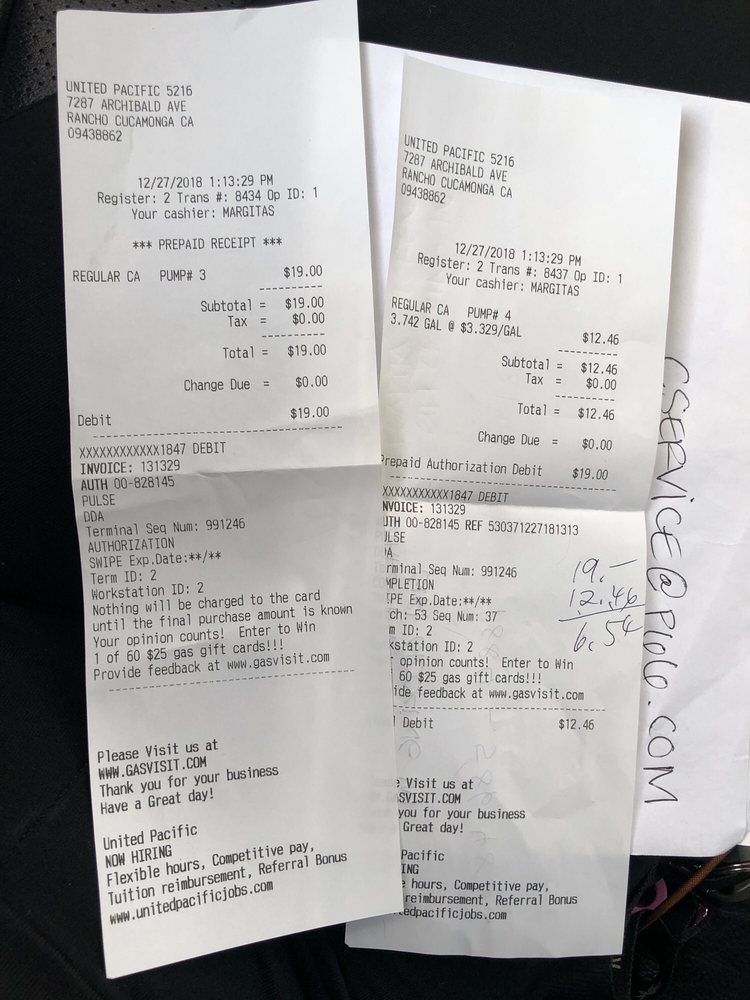 UNITED PACIFIC 5216
7287 ARCHIBALD AVE
RANCHO CUCAMONGA CA
09438862
12/27/2018 1:13:29 PM
Register: 2 Trans #: 8434 Op ID: 1
Your cashier: MARGITAS
*** PREPAID RECEIPT ***
REGULAR CA PUMP# 3 $19.00
Subtotal = $19.00
Tax = $0.00
Total = $19.00
Change Due = $0.00
Debit $19.00
XXXXXXXXXXXX1847 DEBIT
INVOICE: 131329
AUTH 00-828145
PULSE
DDA
Terminal Seq Num: 991246
AUTHORIZATION
SWIPE Exp.Date:**/**
Term ID: 2
Workstation ID: 2
Nothing will be charged to the card
until the final purchase amount is known
Your opinion counts! Enter to Win
1 of 60 $25 gas gift cards!!!
Provide feedback at www.gasvisit.com
Please Visit us at
WWW.GASVISIT.COM
Thank you for your business
Have a Great day!
United Pacific
NOW HIRING
Flexible hours, Competitive pay,
Tuition reimbursement, Referral Bonus
www.unitedpacificjobs.com
UNITED PACIFIC 5216
7287 ARCHIBALD AVE
RANCHO CUCAMONGA CA
09438862
12/27/2018 1:13:29 PM
Register: 2 Trans #: 8437 Op ID: 1
Your cashier: MARGITAS
REGULAR CA PUMP# 4
3.742 GAL @ $3.329/GAL $12.46
Subtotal = $12.46
Tax = $0.00
Total = $12.46
Change Due = $0.00
Prepaid Authorization Debit $19.00
XXXXXXXXXXX1847 DEBIT
NVOICE: 131329
UTH 00-828145 REF 530371227181313
JLSE
A
rminal Seq Num: 991246
MPLETION
IPE Exp.Date:**/**
ch: 53 Seq Num: 37
m ID: 2
kstation ID: 2
opinion counts! Enter to Win
60 $25 gas gift cards!!!
ide feedback at www.gasvisit.com
Debit $12.46
e Visit us at
SVISIT.COM
you for your business
Great day!
Pacific
ING
e hours, Competitive pay,
reimbursement, Referral Bonus
tedpacificjobs.com
19.—
12.46
6.54